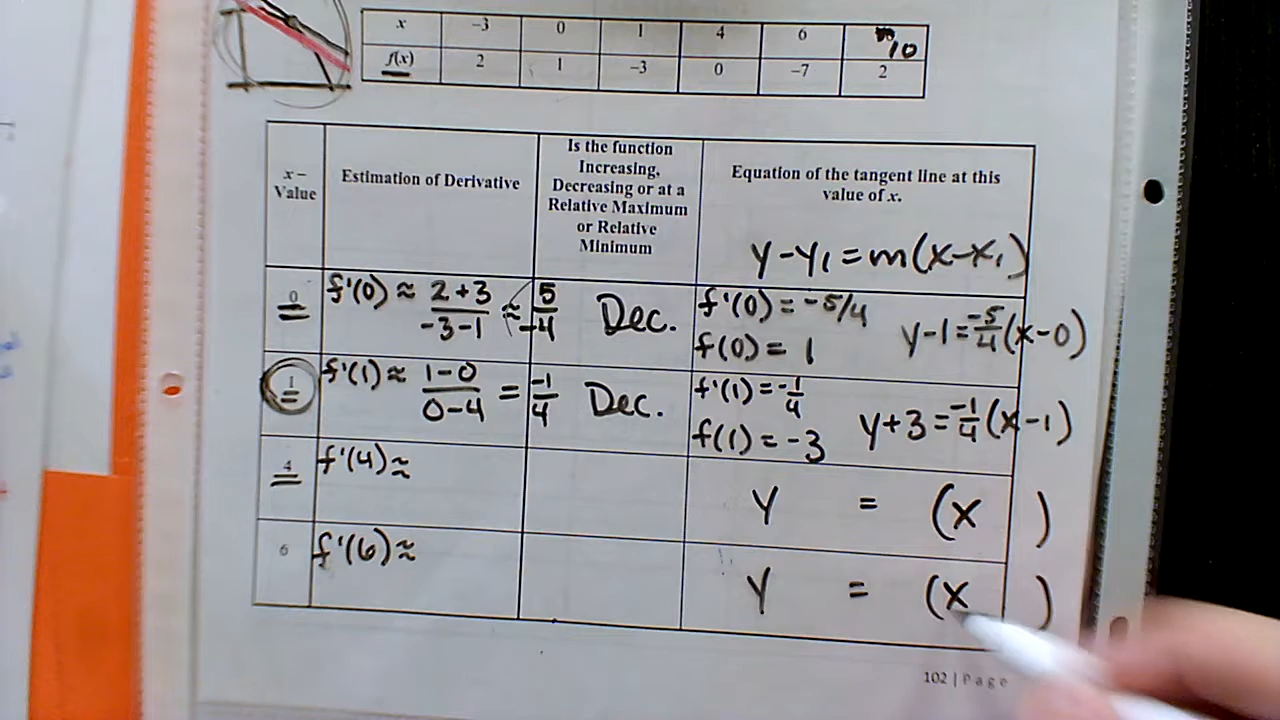 x −3 0 1 4 6 10
f(x) 2 1 −3 0 −7 2
x – Value
Estimation of Derivative
Is the function Increasing, Decreasing or at a Relative Maximum or Relative Minimum
Equation of the tangent line at this value of x.
y-y₁=m(x-x₁)
0
f'(0) ≈ 2+3/-3-1 ≈ 5/-4
Dec.
f'(0) = -5/4
f(0) = 1
y-1=-5/4(x-0)
1
f'(1) ≈ 1-0/0-4 = -1/4
Dec.
f'(1) = -1/4
f(1) = -3
y+3=-1/4(x-1)
4
f'(4)≈
y = (x )
6
f'(6)≈
y = (x )
102 | Page